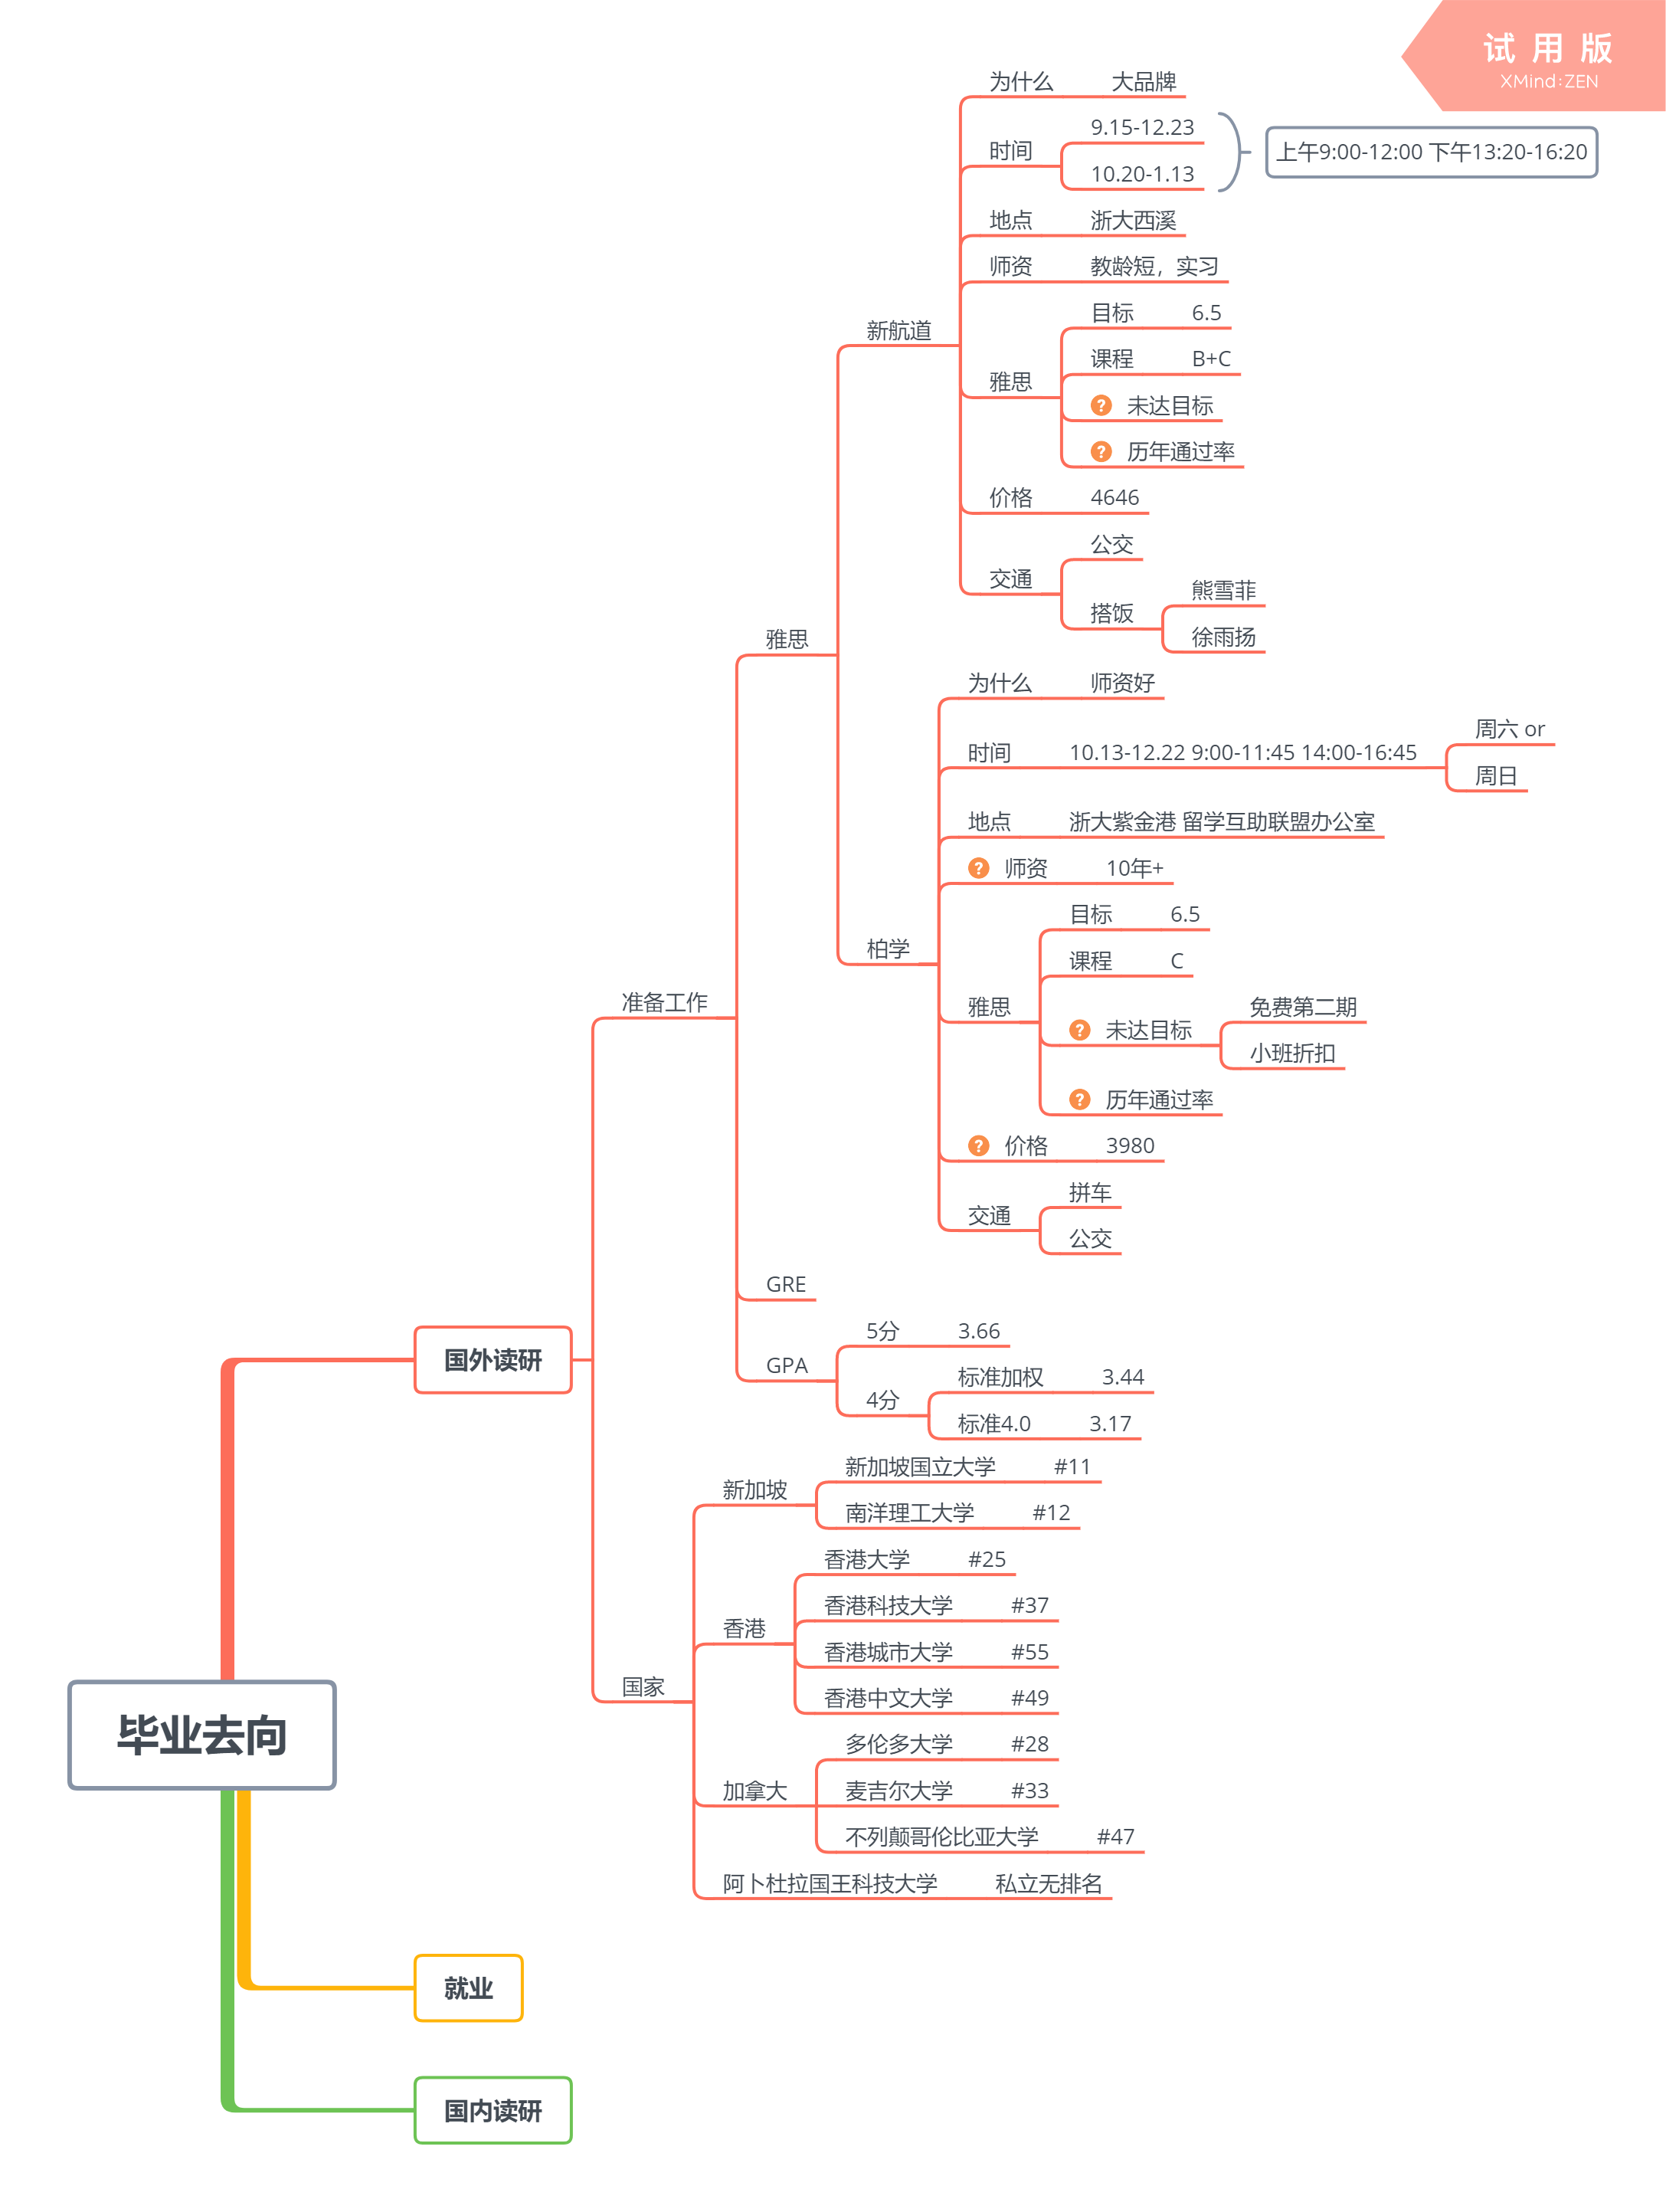 试用版
XMind:ZEN
毕业去向
国外读研
准备工作
雅思
新航道
为什么 大品牌
时间
9.15-12.23
10.20-1.13
上午9:00-12:00 下午13:20-16:20
地点 浙大西溪
师资 教龄短，实习
雅思
目标 6.5
课程 B+C
? 未达目标
? 历年通过率
价格 4646
交通
公交
搭饭
熊雪菲
徐雨扬
柏学
为什么 师资好
时间 10.13-12.22 9:00-11:45 14:00-16:45
周六 or
周日
地点 浙大紫金港 留学互助联盟办公室
? 师资 10年+
雅思
目标 6.5
课程 C
? 未达目标
免费第二期
小班折扣
? 历年通过率
? 价格 3980
交通
拼车
公交
GRE
GPA
5分 3.66
4分
标准加权 3.44
标准4.0 3.17
国家
新加坡
新加坡国立大学 #11
南洋理工大学 #12
香港
香港大学 #25
香港科技大学 #37
香港城市大学 #55
香港中文大学 #49
加拿大
多伦多大学 #28
麦吉尔大学 #33
不列颠哥伦比亚大学 #47
阿卜杜拉国王科技大学 私立无排名
就业
国内读研